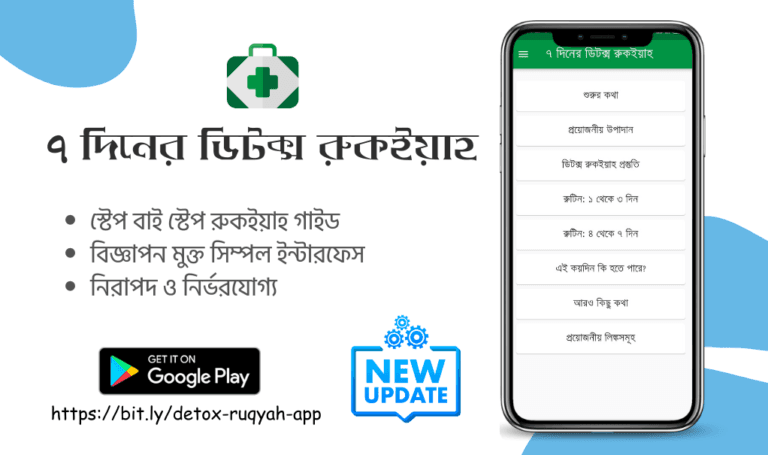 ৭ দিনের ডিটক্স রুকইয়াহ
স্টেপ বাই স্টেপ রুকইয়াহ গাইড
বিজ্ঞাপন মুক্ত সিম্পল ইন্টারফেস
নিরাপদ ও নির্ভরযোগ্য
GET IT ON
Google Play
https://bit.ly/detox-ruqyah-app
NEW
UPDATE
৭ দিনের ডিটক্স রুকইয়াহ
শুরুর কথা
প্রয়োজনীয় উপাদান
ডিটক্স রুকইয়াহ প্রস্তুতি
রুটিন: ১ থেকে ৩ দিন
রুটিন: ৪ থেকে ৭ দিন
এই কয়দিন কি হতে পারে?
আরও কিছু কথা
প্রয়োজনীয় লিঙ্কসমূহ